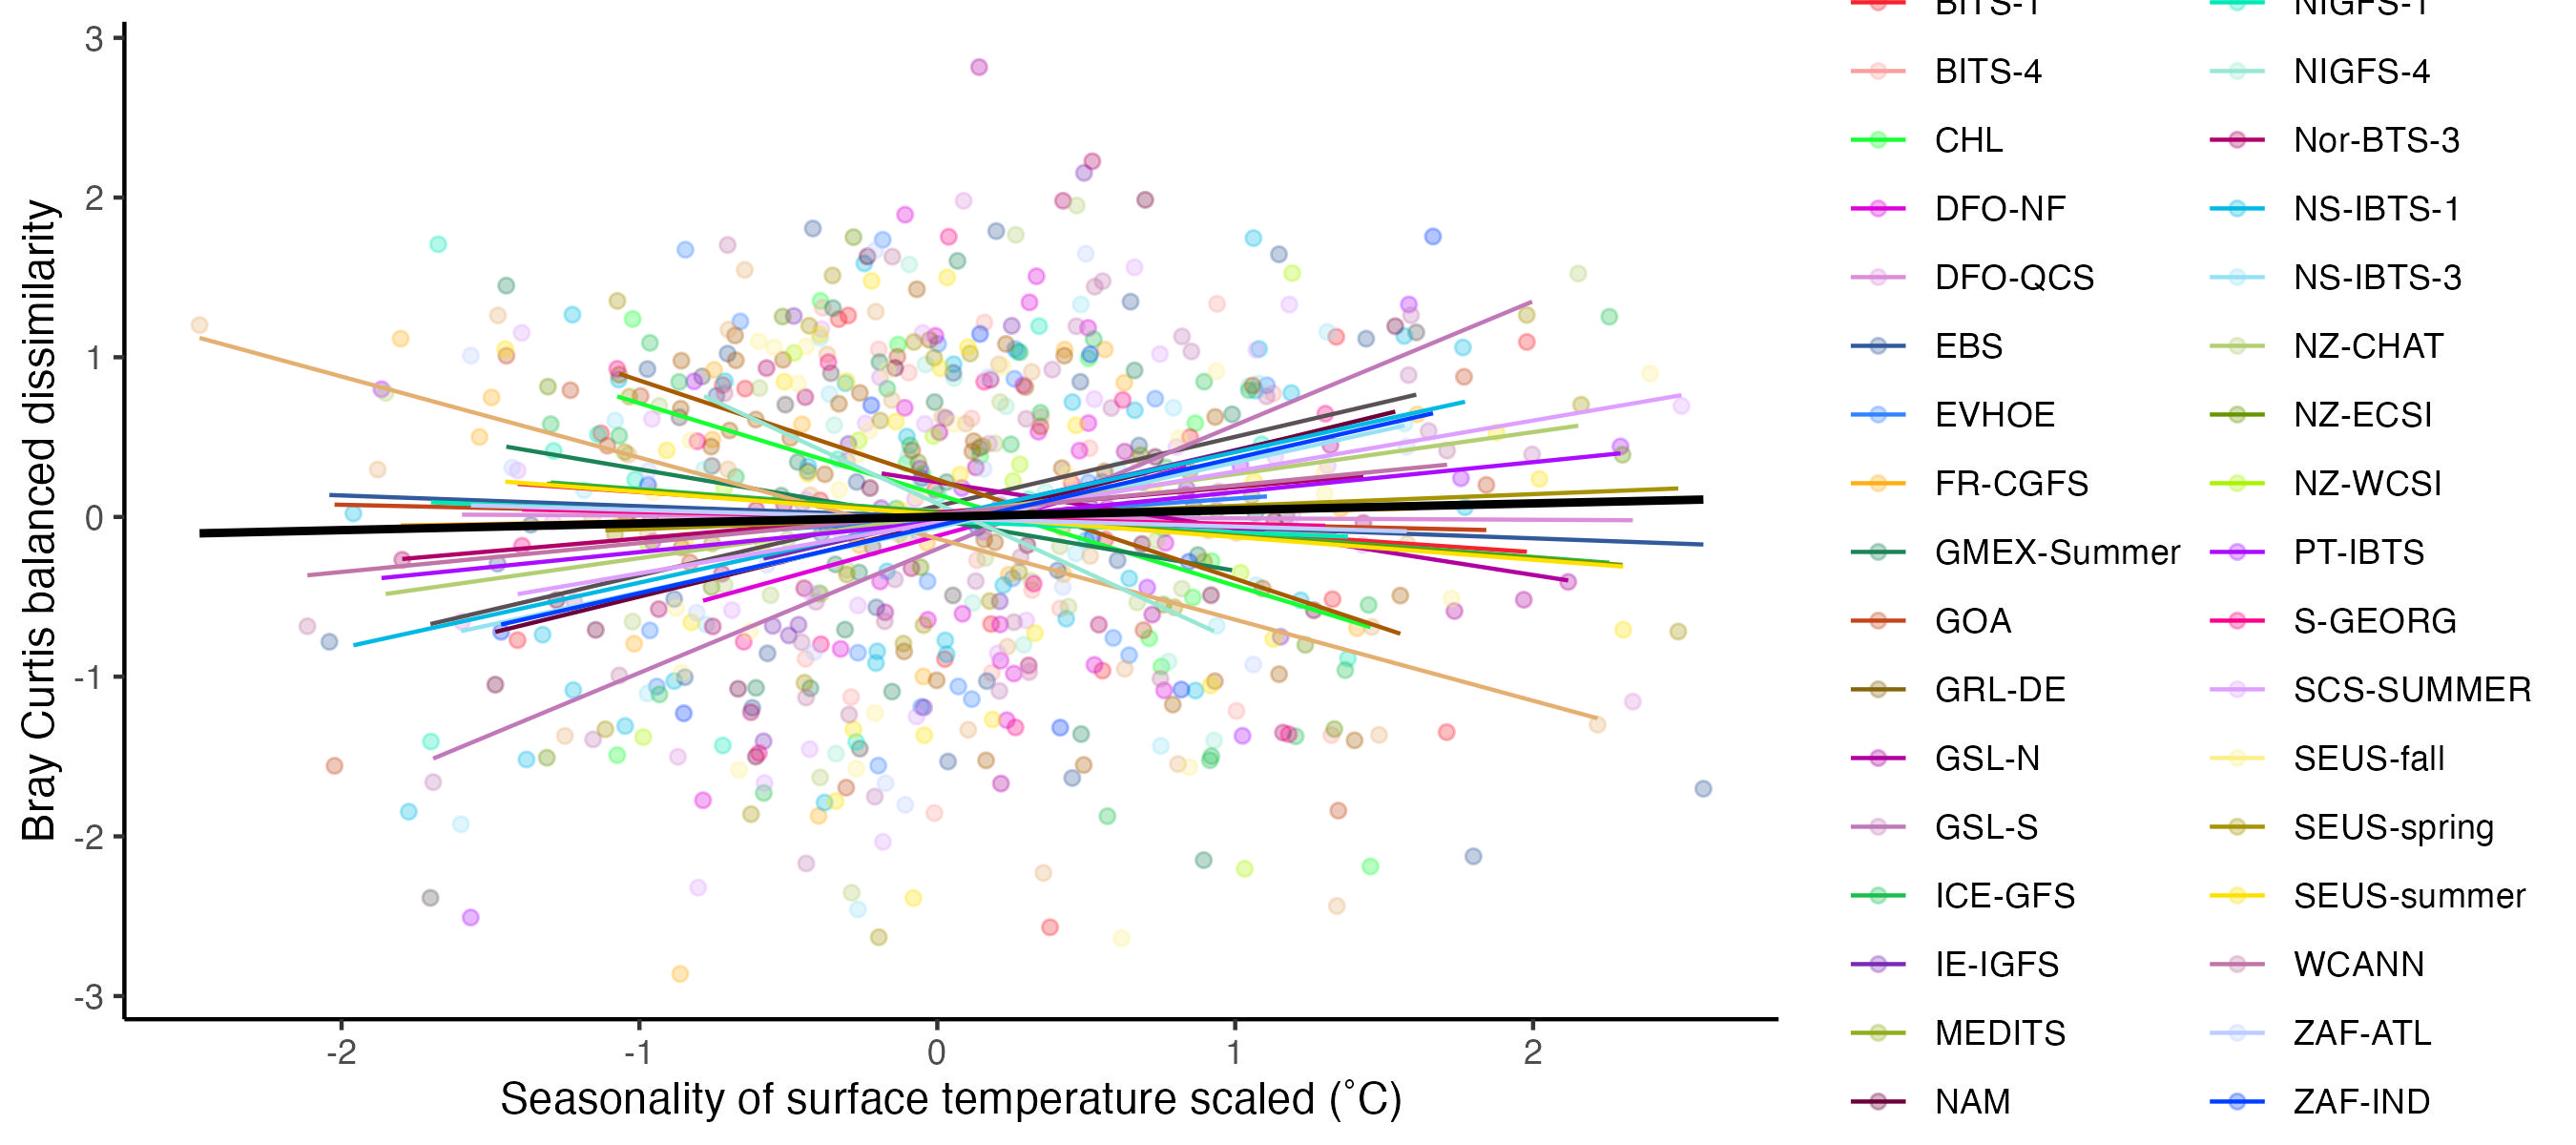 3
2
1
0
-1
-2
-3
Bray Curtis balanced dissimilarity
-2
-1
0
1
2
Seasonality of surface temperature scaled (˚C)
BITS-1
BITS-4
CHL
DFO-NF
DFO-QCS
EBS
EVHOE
FR-CGFS
GMEX-Summer
GOA
GRL-DE
GSL-N
GSL-S
ICE-GFS
IE-IGFS
MEDITS
NAM
NIGFS-1
NIGFS-4
Nor-BTS-3
NS-IBTS-1
NS-IBTS-3
NZ-CHAT
NZ-ECSI
NZ-WCSI
PT-IBTS
S-GEORG
SCS-SUMMER
SEUS-fall
SEUS-spring
SEUS-summer
WCANN
ZAF-ATL
ZAF-IND